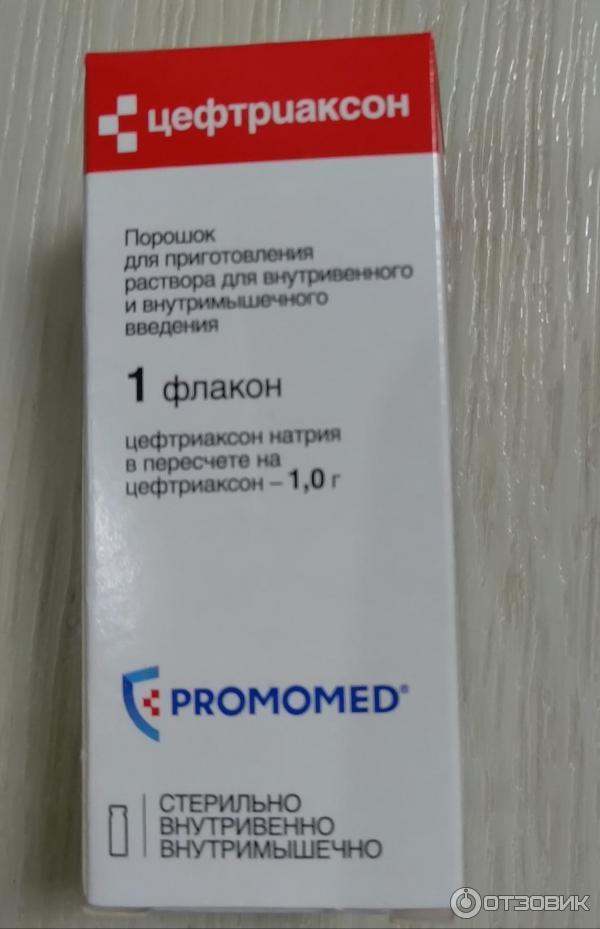 цефтриаксон
Порошок
для приготовления
раствора для внутривенного
и внутримышечного
введения
1 флакон
цефтриаксон натрия
в пересчете на
цефтриаксон – 1,0 г
PROMOMED®
СТЕРИЛЬНО
ВНУТРИВЕННО
ВНУТРИМЫШЕЧНО
ОТЗОВИК